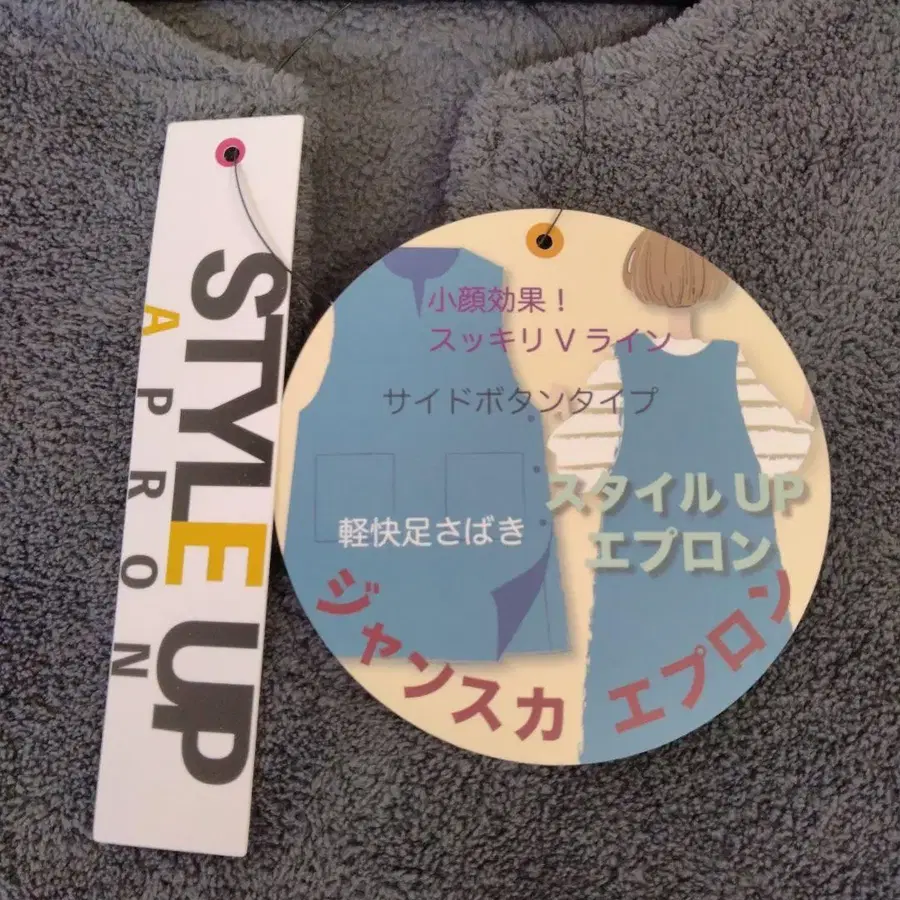 STYLE UP
APRON
小顔効果！
スッキリVライン
サイドボタンタイプ
スタイルUP
エプロン
軽快足さばき
ジャンスカ エプロン